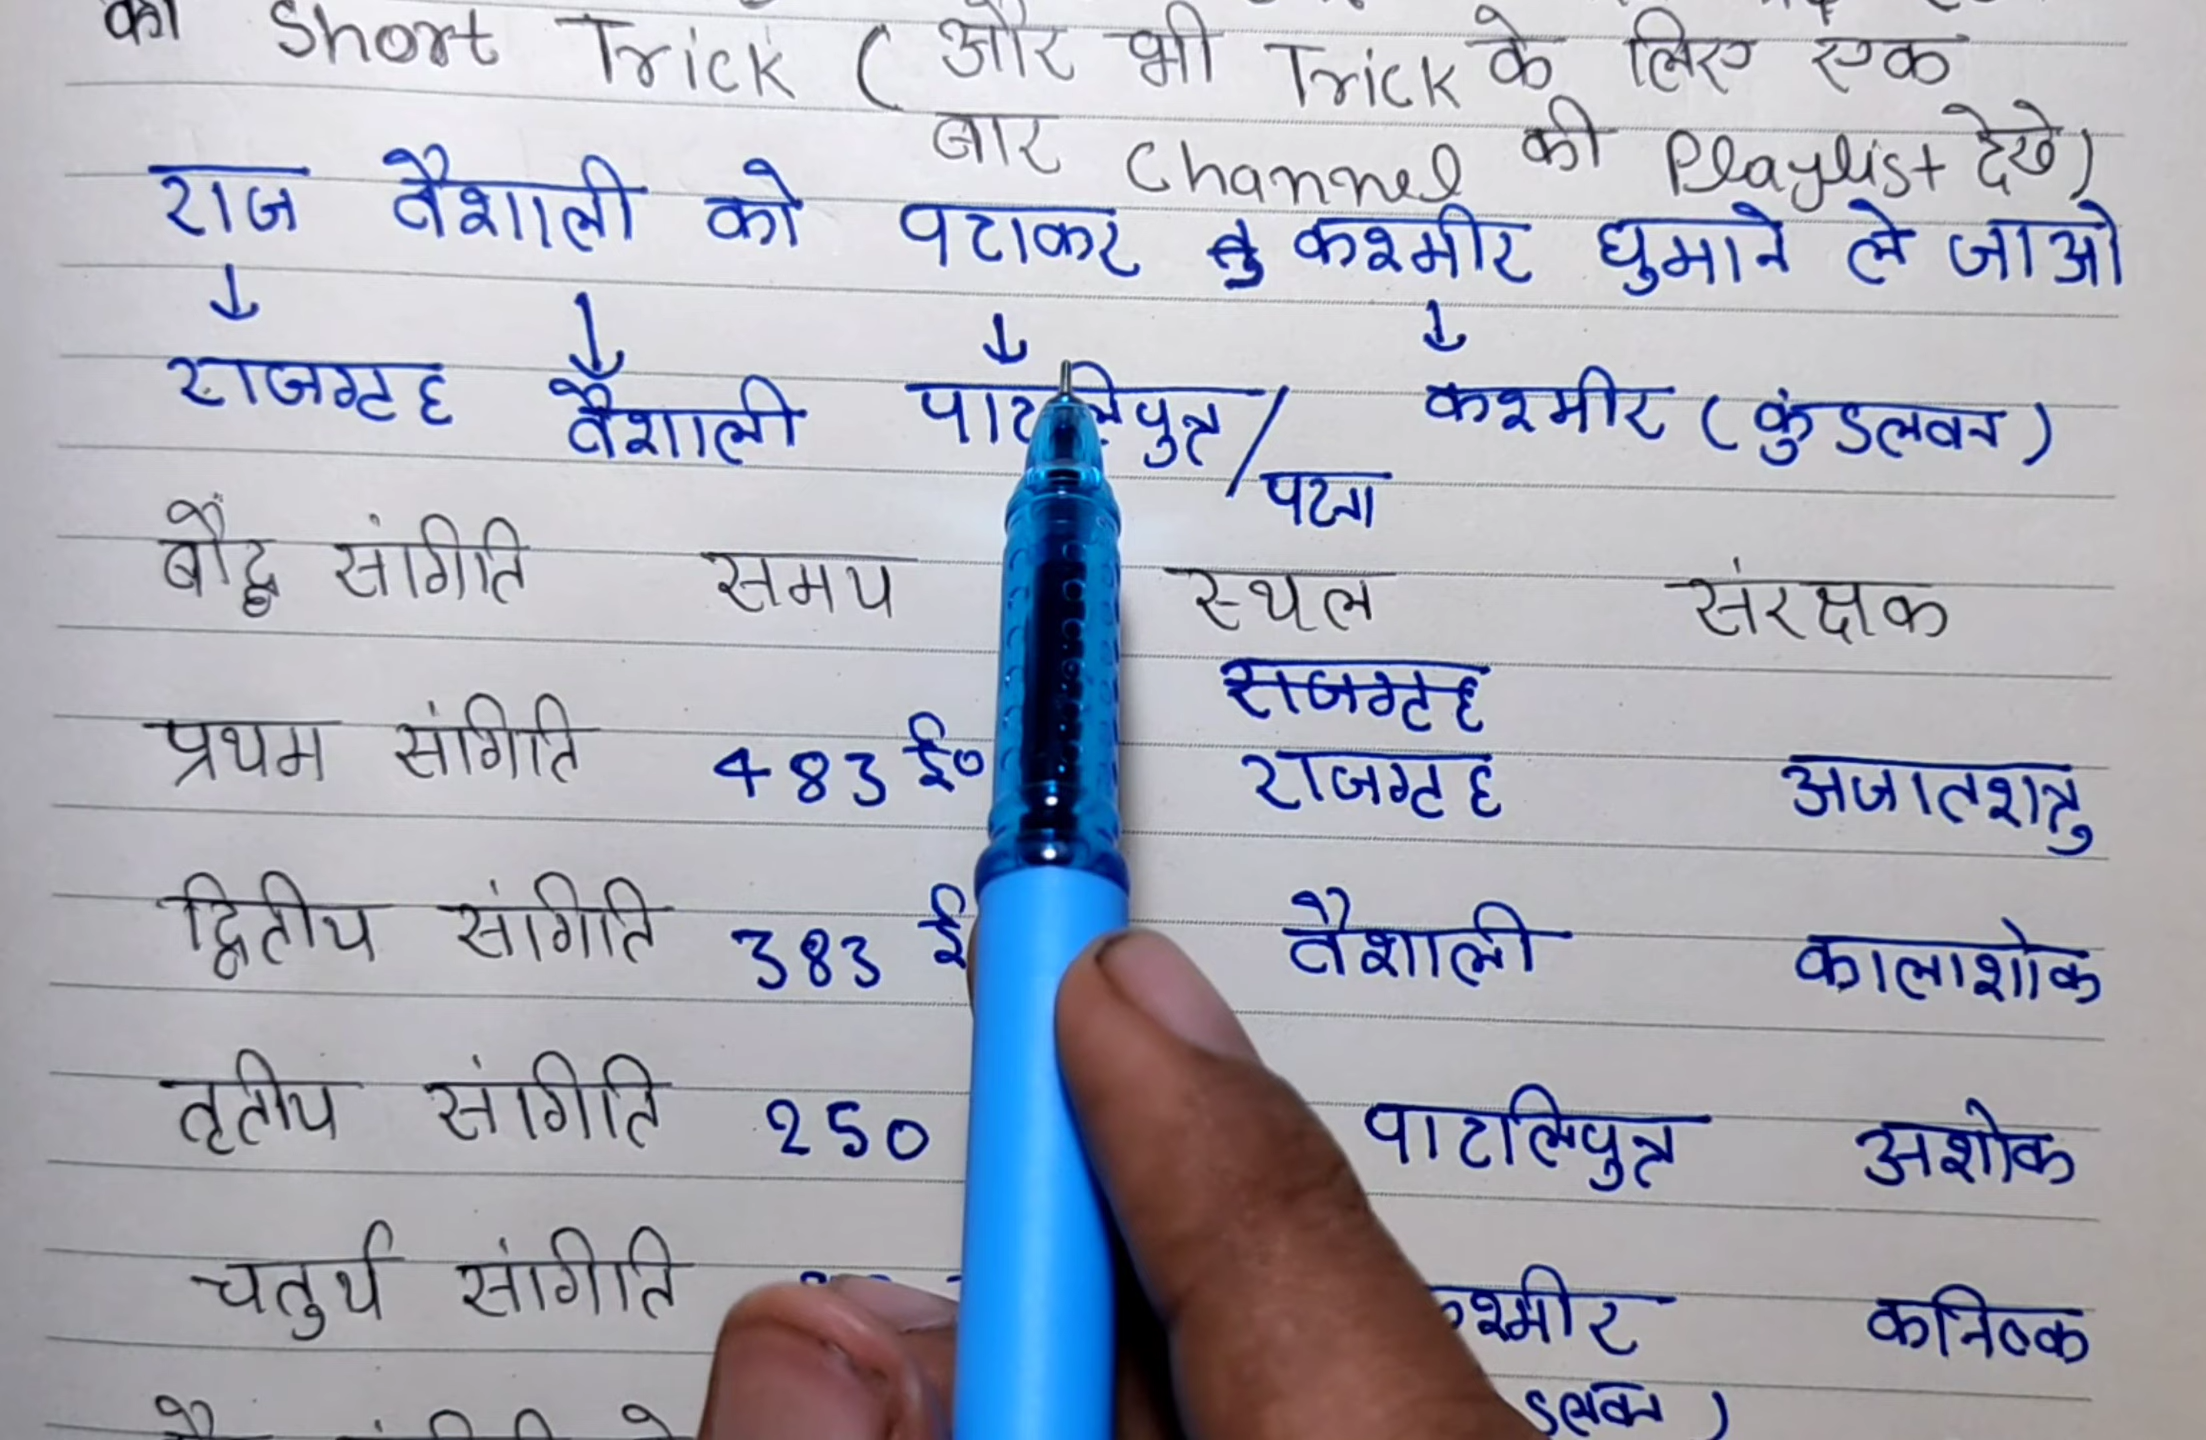 का Short Trick ( और भी Trick के लिए एक
बार Channel की Playlist देखे)
राज वैशाली को पटाकर कश्मीर घुमाने ले जाओ
राजगृह वैशाली पाटलिपुत्र/ कश्मीर (कुंडलवन)
पटना
बौद्ध संगिति समय स्थल संरक्षक
राजगृह
प्रथम संगिति 483 ई० राजगृह अजातशत्रु
द्वितीय संगिति 383 ई वैशाली कालाशोक
तृतीय संगिति 250 पाटलिपुत्र अशोक
चतुर्थ संगिति श्मीर कनिष्क
डलवन )